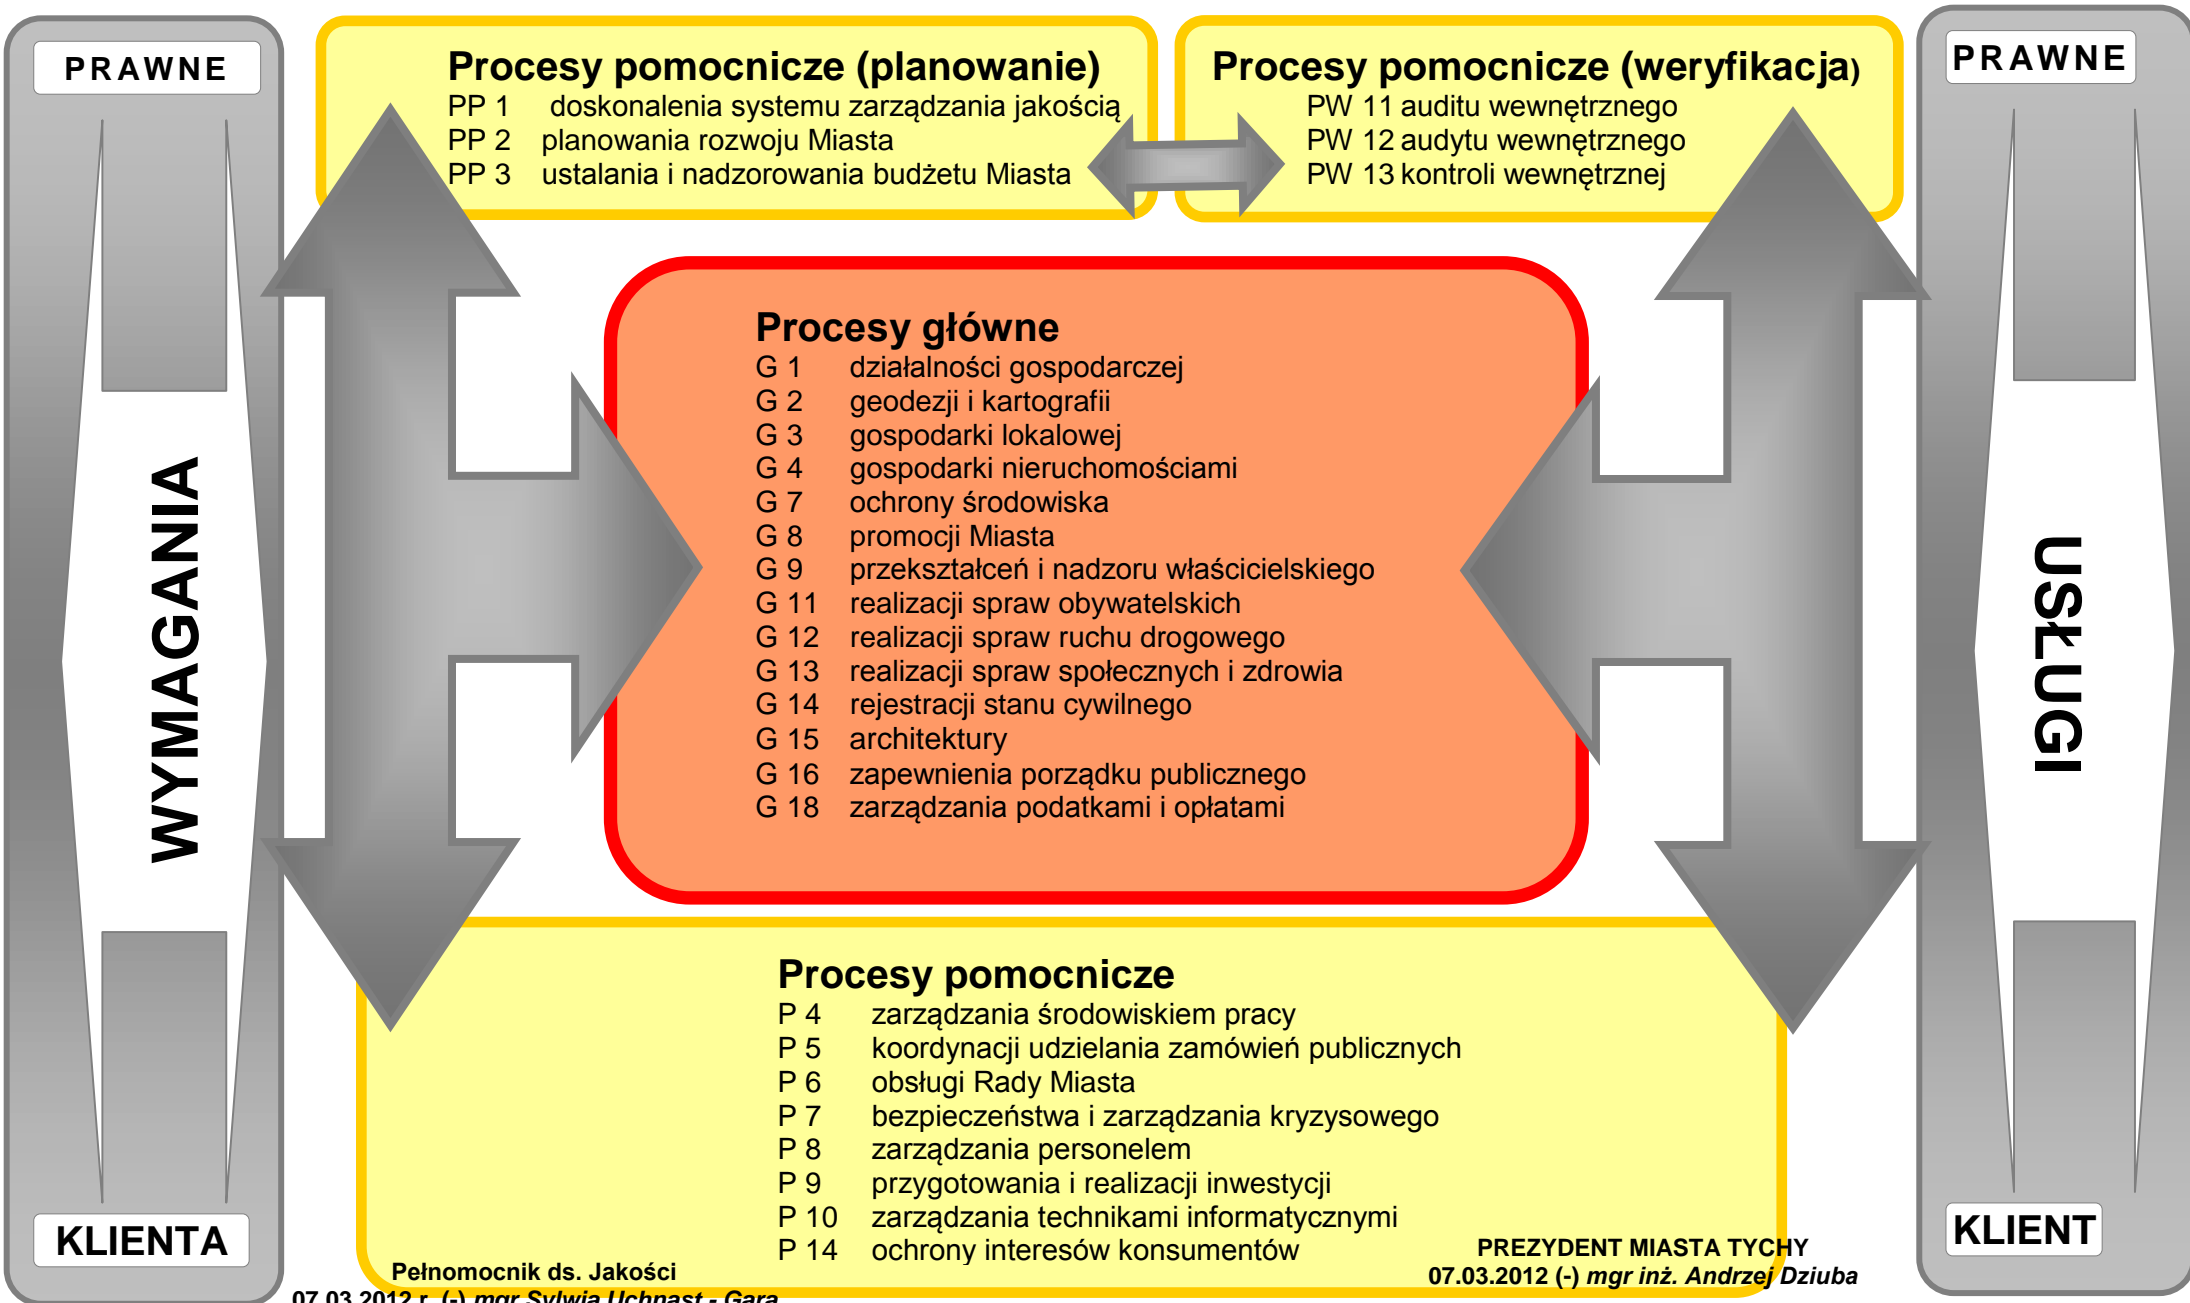 PRAWNE
WYMAGANIA
KLIENTA
Procesy pomocnicze (planowanie)
PP 1 doskonalenia systemu zarządzania jakością
PP 2 planowania rozwoju Miasta
PP 3 ustalania i nadzorowania budżetu Miasta
Procesy pomocnicze (weryfikacja)
PW 11 auditu wewnętrznego
PW 12 audytu wewnętrznego
PW 13 kontroli wewnętrznej
Procesy główne
G 1 działalności gospodarczej
G 2 geodezji i kartografii
G 3 gospodarki lokalowej
G 4 gospodarki nieruchomościami
G 7 ochrony środowiska
G 8 promocji Miasta
G 9 przekształceń i nadzoru właścicielskiego
G 11 realizacji spraw obywatelskich
G 12 realizacji spraw ruchu drogowego
G 13 realizacji spraw społecznych i zdrowia
G 14 rejestracji stanu cywilnego
G 15 architektury
G 16 zapewnienia porządku publicznego
G 18 zarządzania podatkami i opłatami
Procesy pomocnicze
P 4 zarządzania środowiskiem pracy
P 5 koordynacji udzielania zamówień publicznych
P 6 obsługi Rady Miasta
P 7 bezpieczeństwa i zarządzania kryzysowego
P 8 zarządzania personelem
P 9 przygotowania i realizacji inwestycji
P 10 zarządzania technikami informatycznymi
P 14 ochrony interesów konsumentów
Pełnomocnik ds. Jakości
07.03.2012 r. (-) mgr Sylwia Uchnast - Gara
PREZYDENT MIASTA TYCHY
07.03.2012 (-) mgr inż. Andrzej Dziuba
PRAWNE
USŁUGI
KLIENT